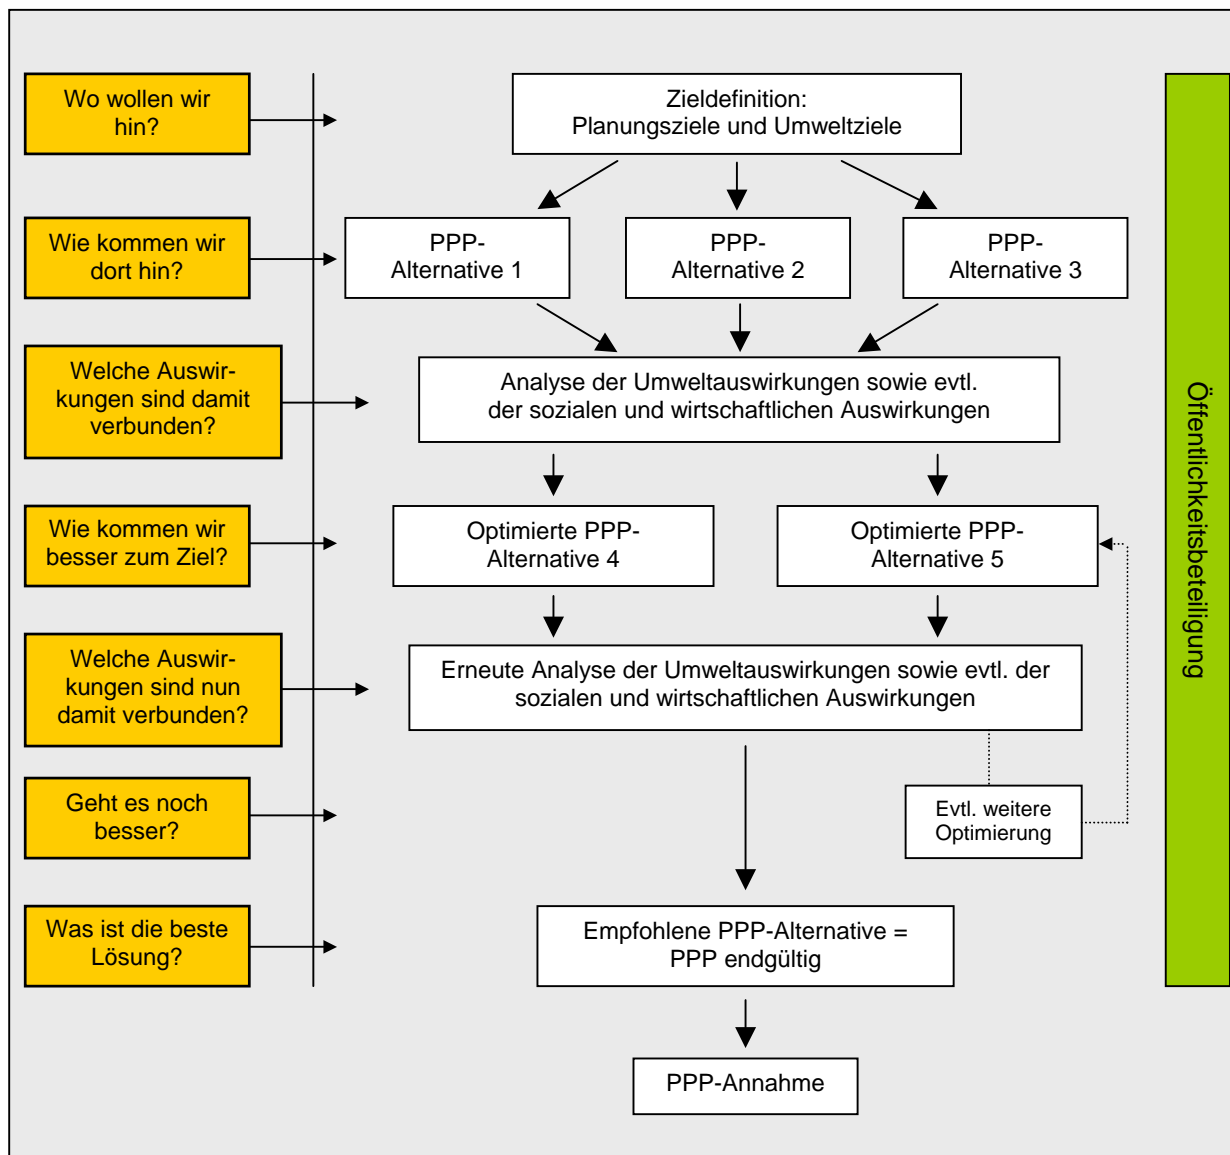 Wo wollen wir
hin?
Zieldefinition:
Planungsziele und Umweltziele
Wie kommen wir
dort hin?
PPP-
Alternative 1
PPP-
Alternative 2
PPP-
Alternative 3
Welche Auswir-
kungen sind damit
verbunden?
Analyse der Umweltauswirkungen sowie evtl.
der sozialen und wirtschaftlichen Auswirkungen
Wie kommen wir
besser zum Ziel?
Optimierte PPP-
Alternative 4
Optimierte PPP-
Alternative 5
Welche Auswir-
kungen sind nun
damit verbunden?
Erneute Analyse der Umweltauswirkungen sowie evtl. der
sozialen und wirtschaftlichen Auswirkungen
Geht es noch
besser?
Evtl. weitere
Optimierung
Was ist die beste
Lösung?
Empfohlene PPP-Alternative =
PPP endgültig
PPP-Annahme
Öffentlichkeitsbeteiligung